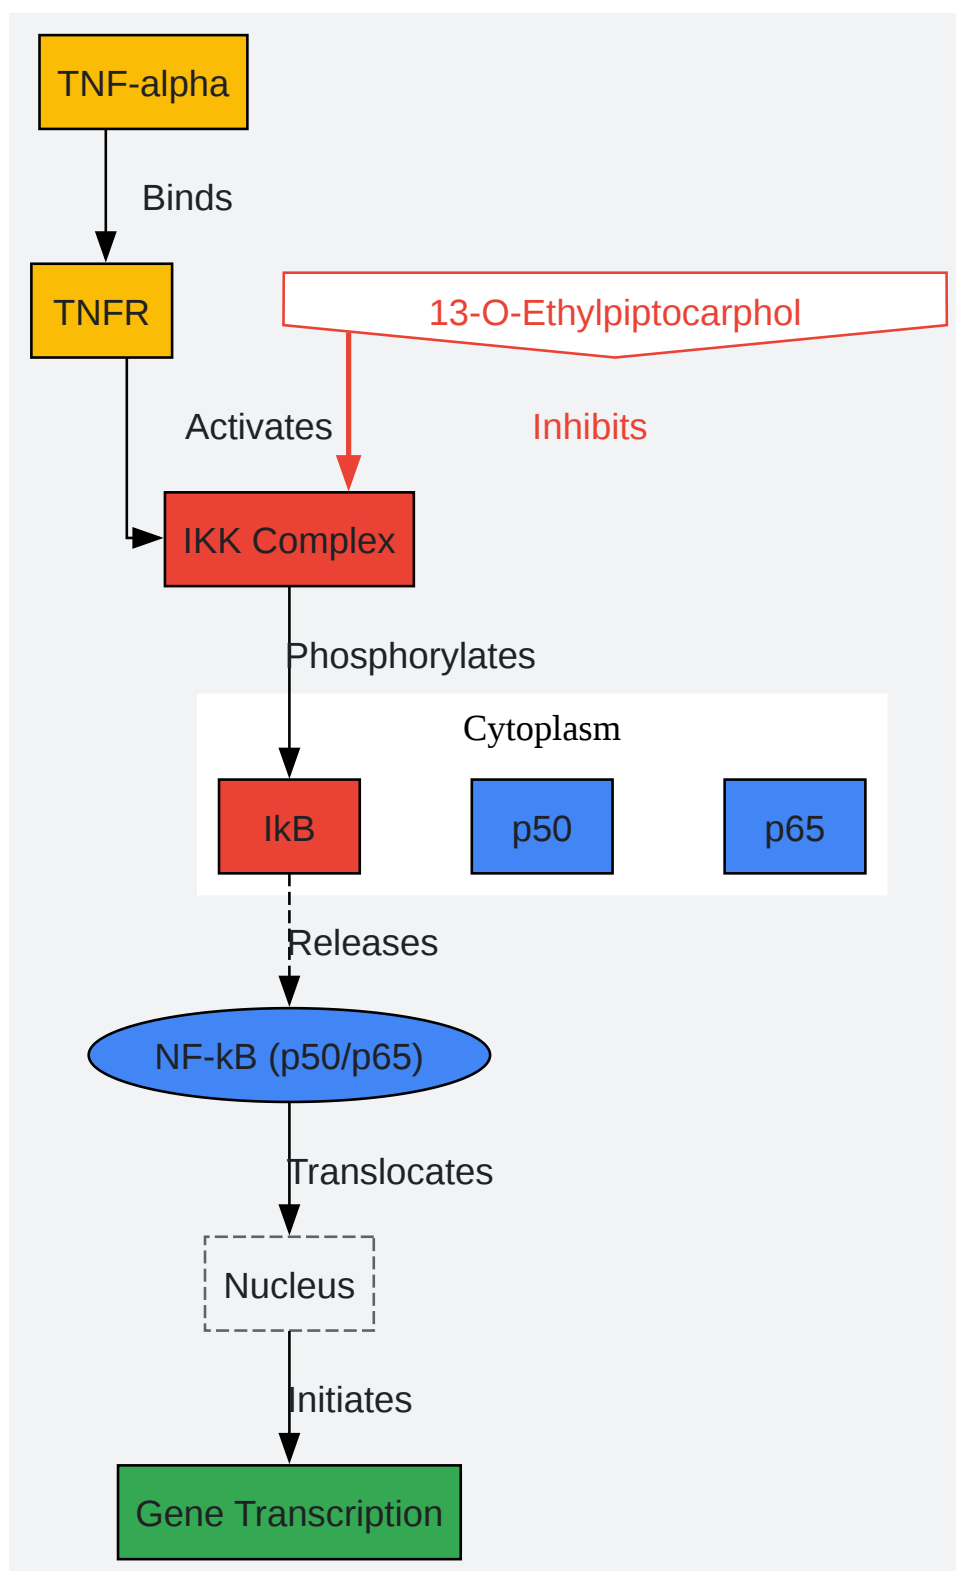 TNF-alpha
Binds
TNFR
13-O-Ethylpiptocarphol
Activates
Inhibits
IKK Complex
Phosphorylates
Cytoplasm
IkB
p50
p65
Releases
NF-kB (p50/p65)
Translocates
Nucleus
Initiates
Gene Transcription